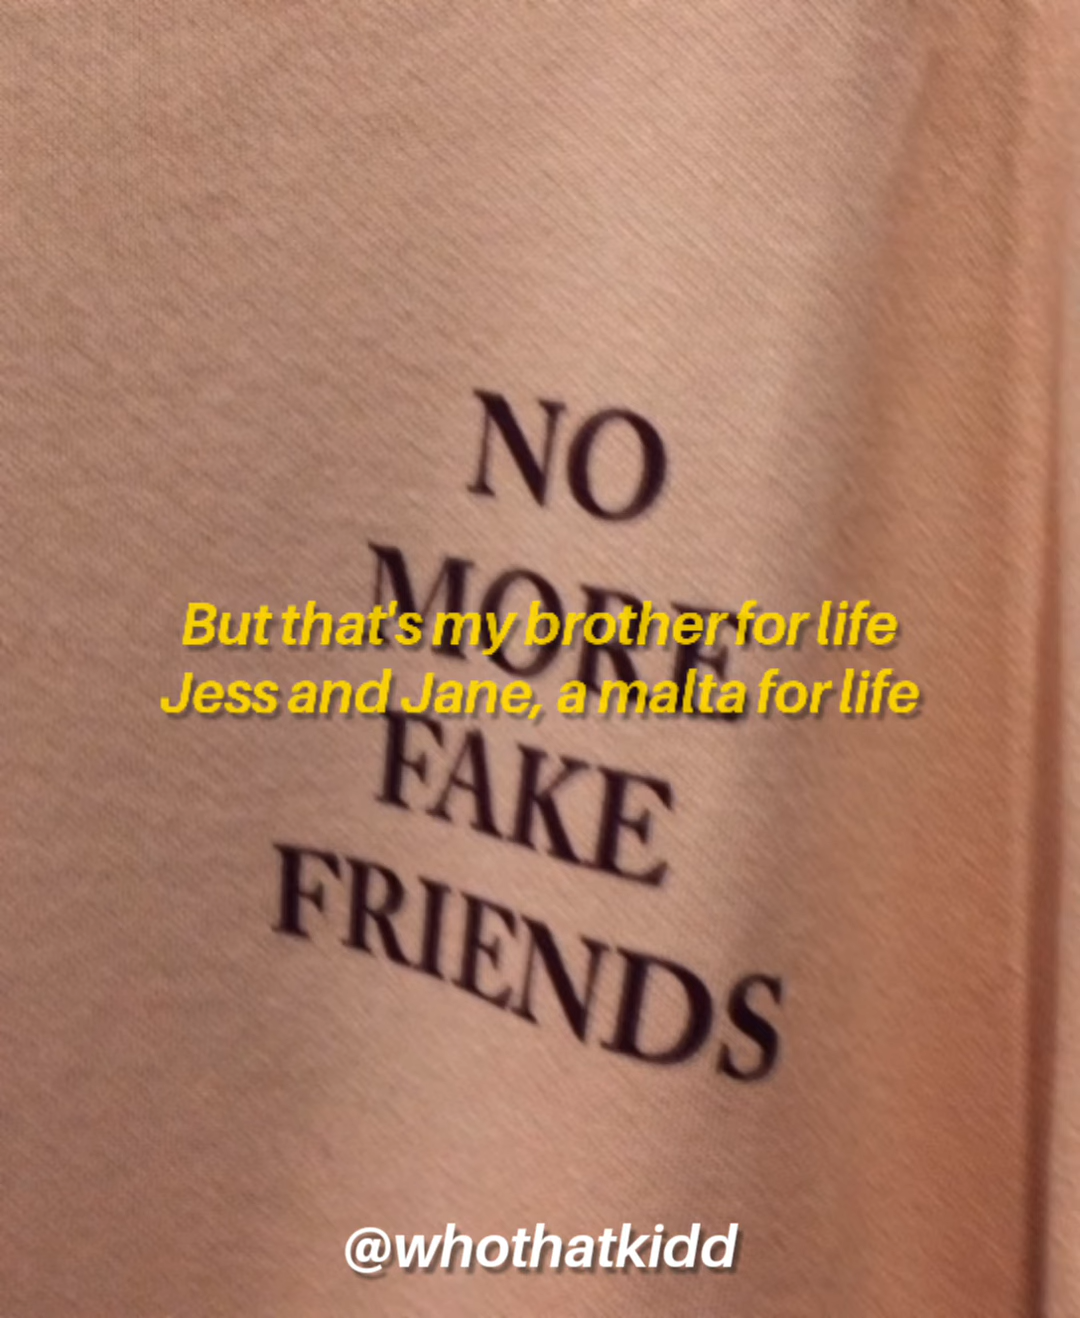 NO
MORE
But that's my brother for life
Jess and Jane, a malta for life
FAKE
FRIENDS
@whothatkidd